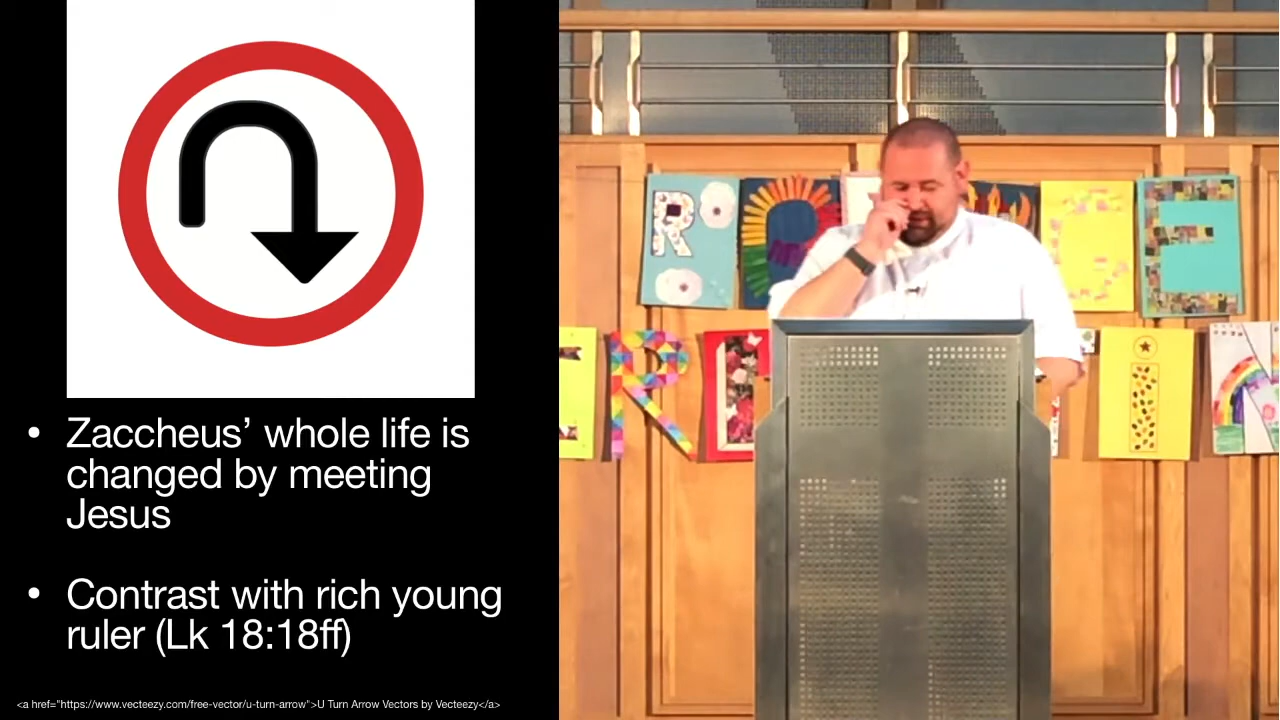 • Zaccheus’ whole life is
changed by meeting
Jesus
• Contrast with rich young
ruler (Lk 18:18ff)
<a href="https://www.vecteezy.com/free-vector/u-turn-arrow">U Turn Arrow Vectors by Vecteezy</a>